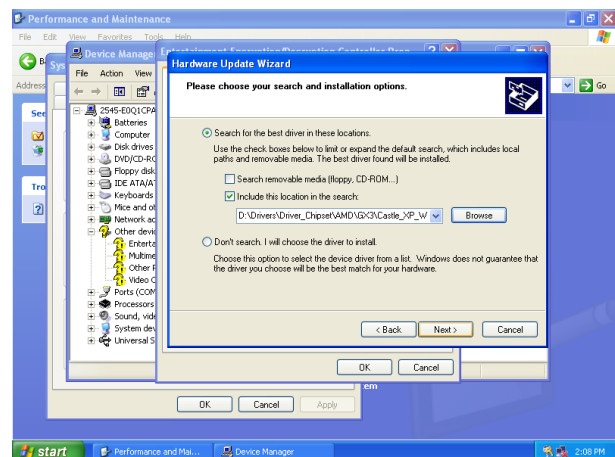 Performance and Maintenance
File Edit View Favorites Tools Help
Address
Go
Device Manager
File Action View
2545-E0Q1CPA
Batteries
Computer
Disk drives
DVD/CD-RO
Floppy disk
IDE ATA/A
Keyboards
Mice and ot
Network ad
Other devic
Enterta
Multime
Other P
Video C
Ports (COM
Processors
Sound, vide
System dev
Universal S
Entertainment Encryption/Decryption Controller Prop
Hardware Update Wizard
Please choose your search and installation options.
Search for the best driver in these locations.
Use the check boxes below to limit or expand the default search, which includes local
paths and removable media. The best driver found will be installed.
Search removable media (floppy, CD-ROM...)
Include this location in the search:
D:\Drivers\Driver_Chipset\AMD\GX3\Castle_XP_W
Browse
Don't search. I will choose the driver to install.
Choose this option to select the device driver from a list. Windows does not guarantee that
the driver you choose will be the best match for your hardware.
< Back Next > Cancel
OK Cancel
OK Cancel Apply
start
Performance and Mai...
Device Manager
2:08 PM